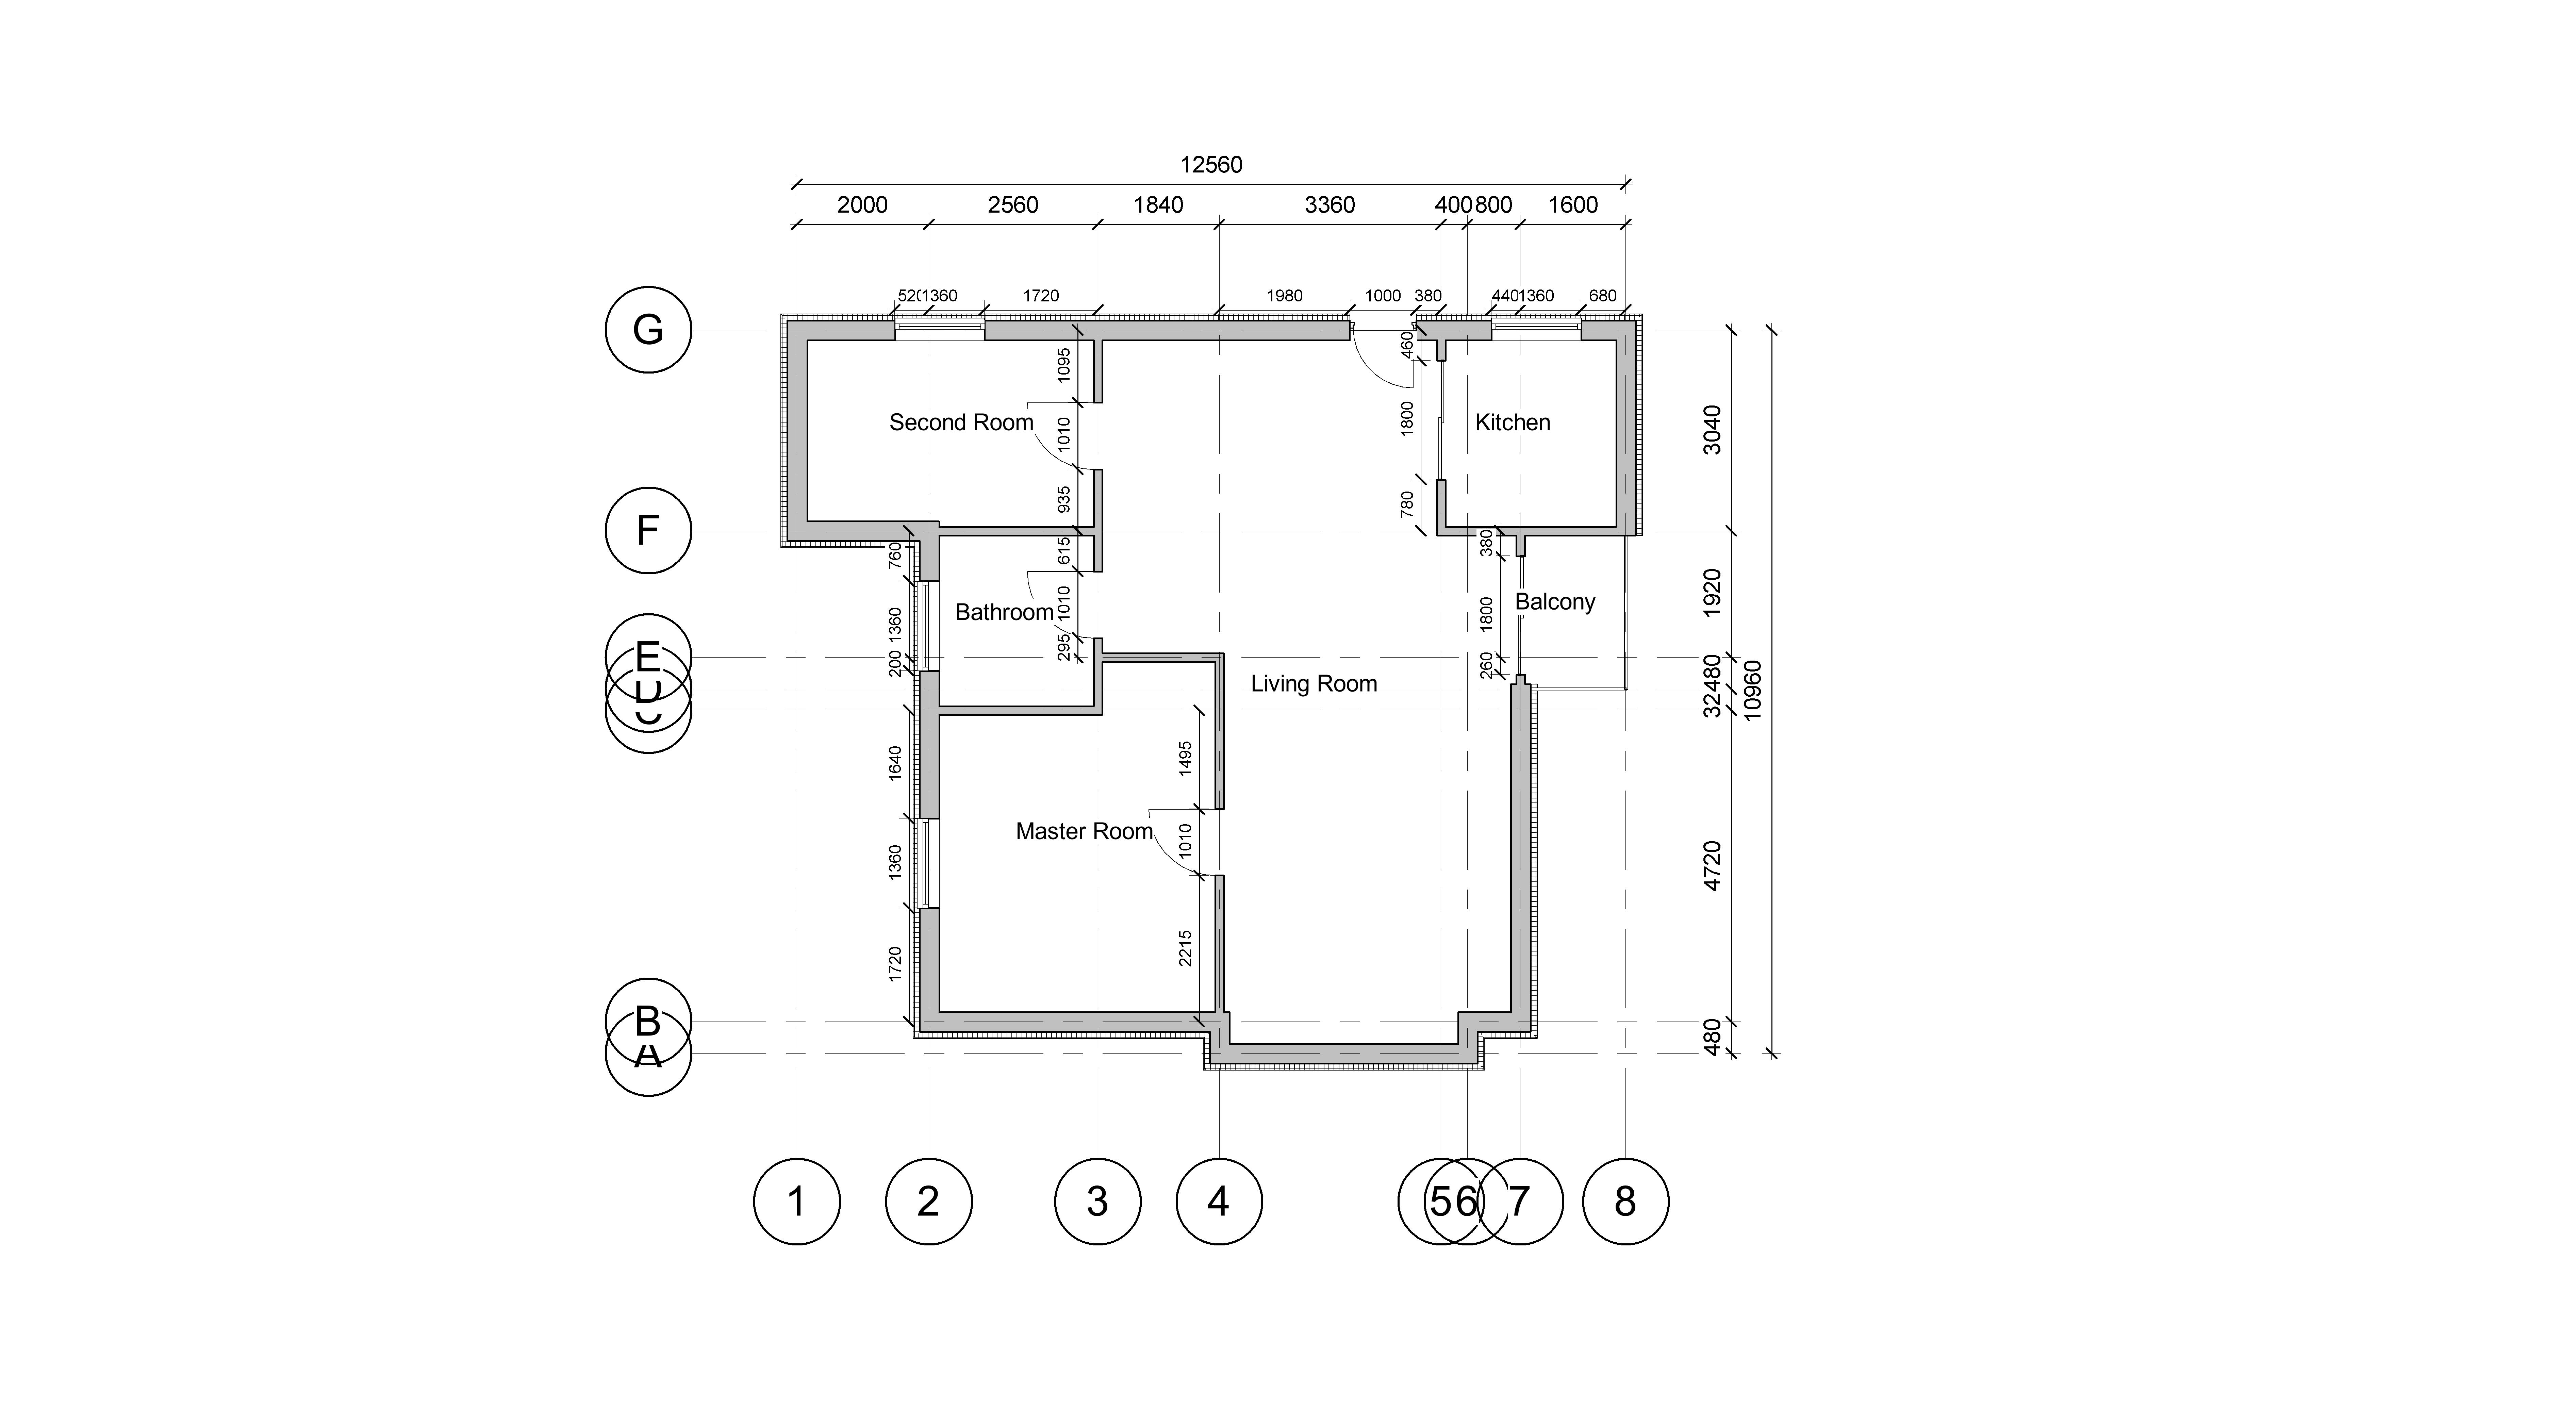 12560
2000 2560 1840 3360 400 800 1600
520 1360 1720 1980 1000 380 440 1360 680
G
1095 460
Second Room 1010 1800 Kitchen 3040
935 780
F
760 615 380
Bathroom 1010 Balcony 1920
1360 1800
E 200 295 260
D Living Room 480 10960
C 32
1640 1495
Master Room 1010 4720
1360
1720 2215
B
A 480
1 2 3 4 5 6 7 8